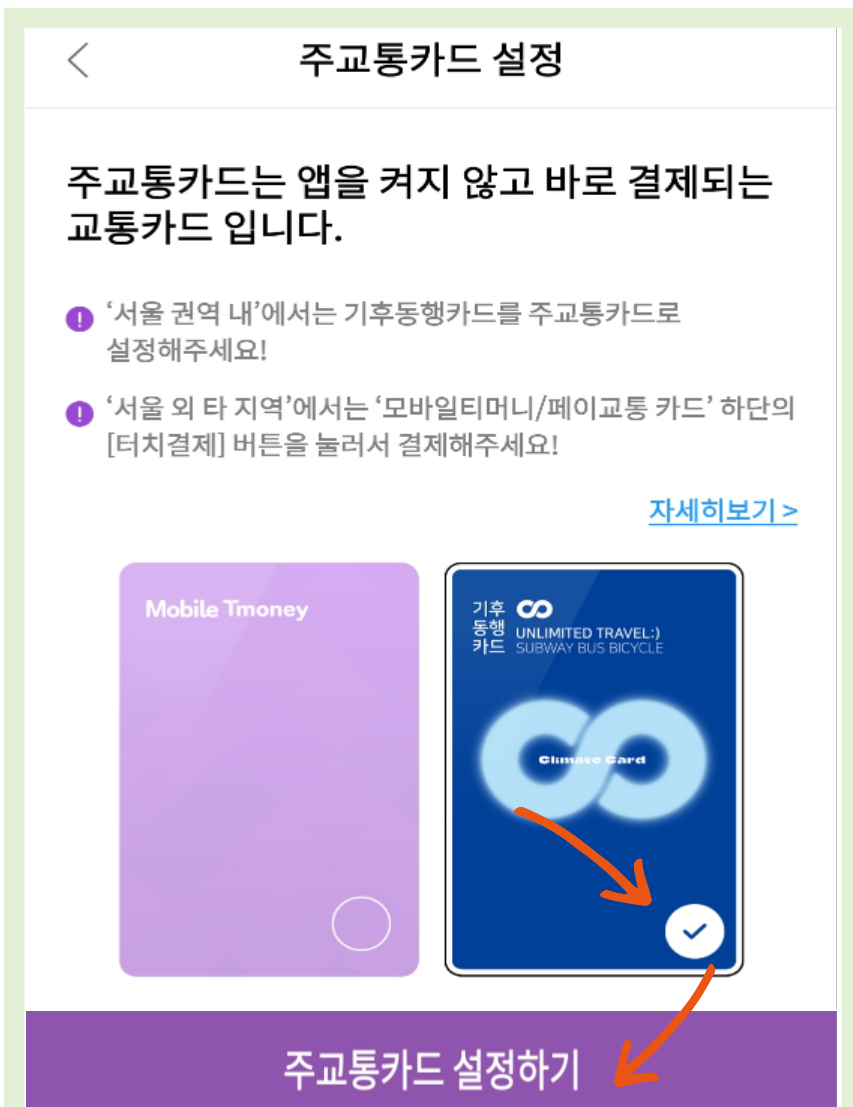 주교통카드 설정
주교통카드는 앱을 켜지 않고 바로 결제되는
교통카드 입니다.
‘서울 권역 내’에서는 기후동행카드를 주교통카드로
설정해주세요!
‘서울 외 타 지역’에서는 ‘모바일티머니/페이교통 카드’ 하단의
[터치결제] 버튼을 눌러서 결제해주세요!
자세히보기 >
Mobile Tmoney
기후
동행
카드
UNLIMITED TRAVEL:)
SUBWAY BUS BICYCLE
Climate Card
주교통카드 설정하기